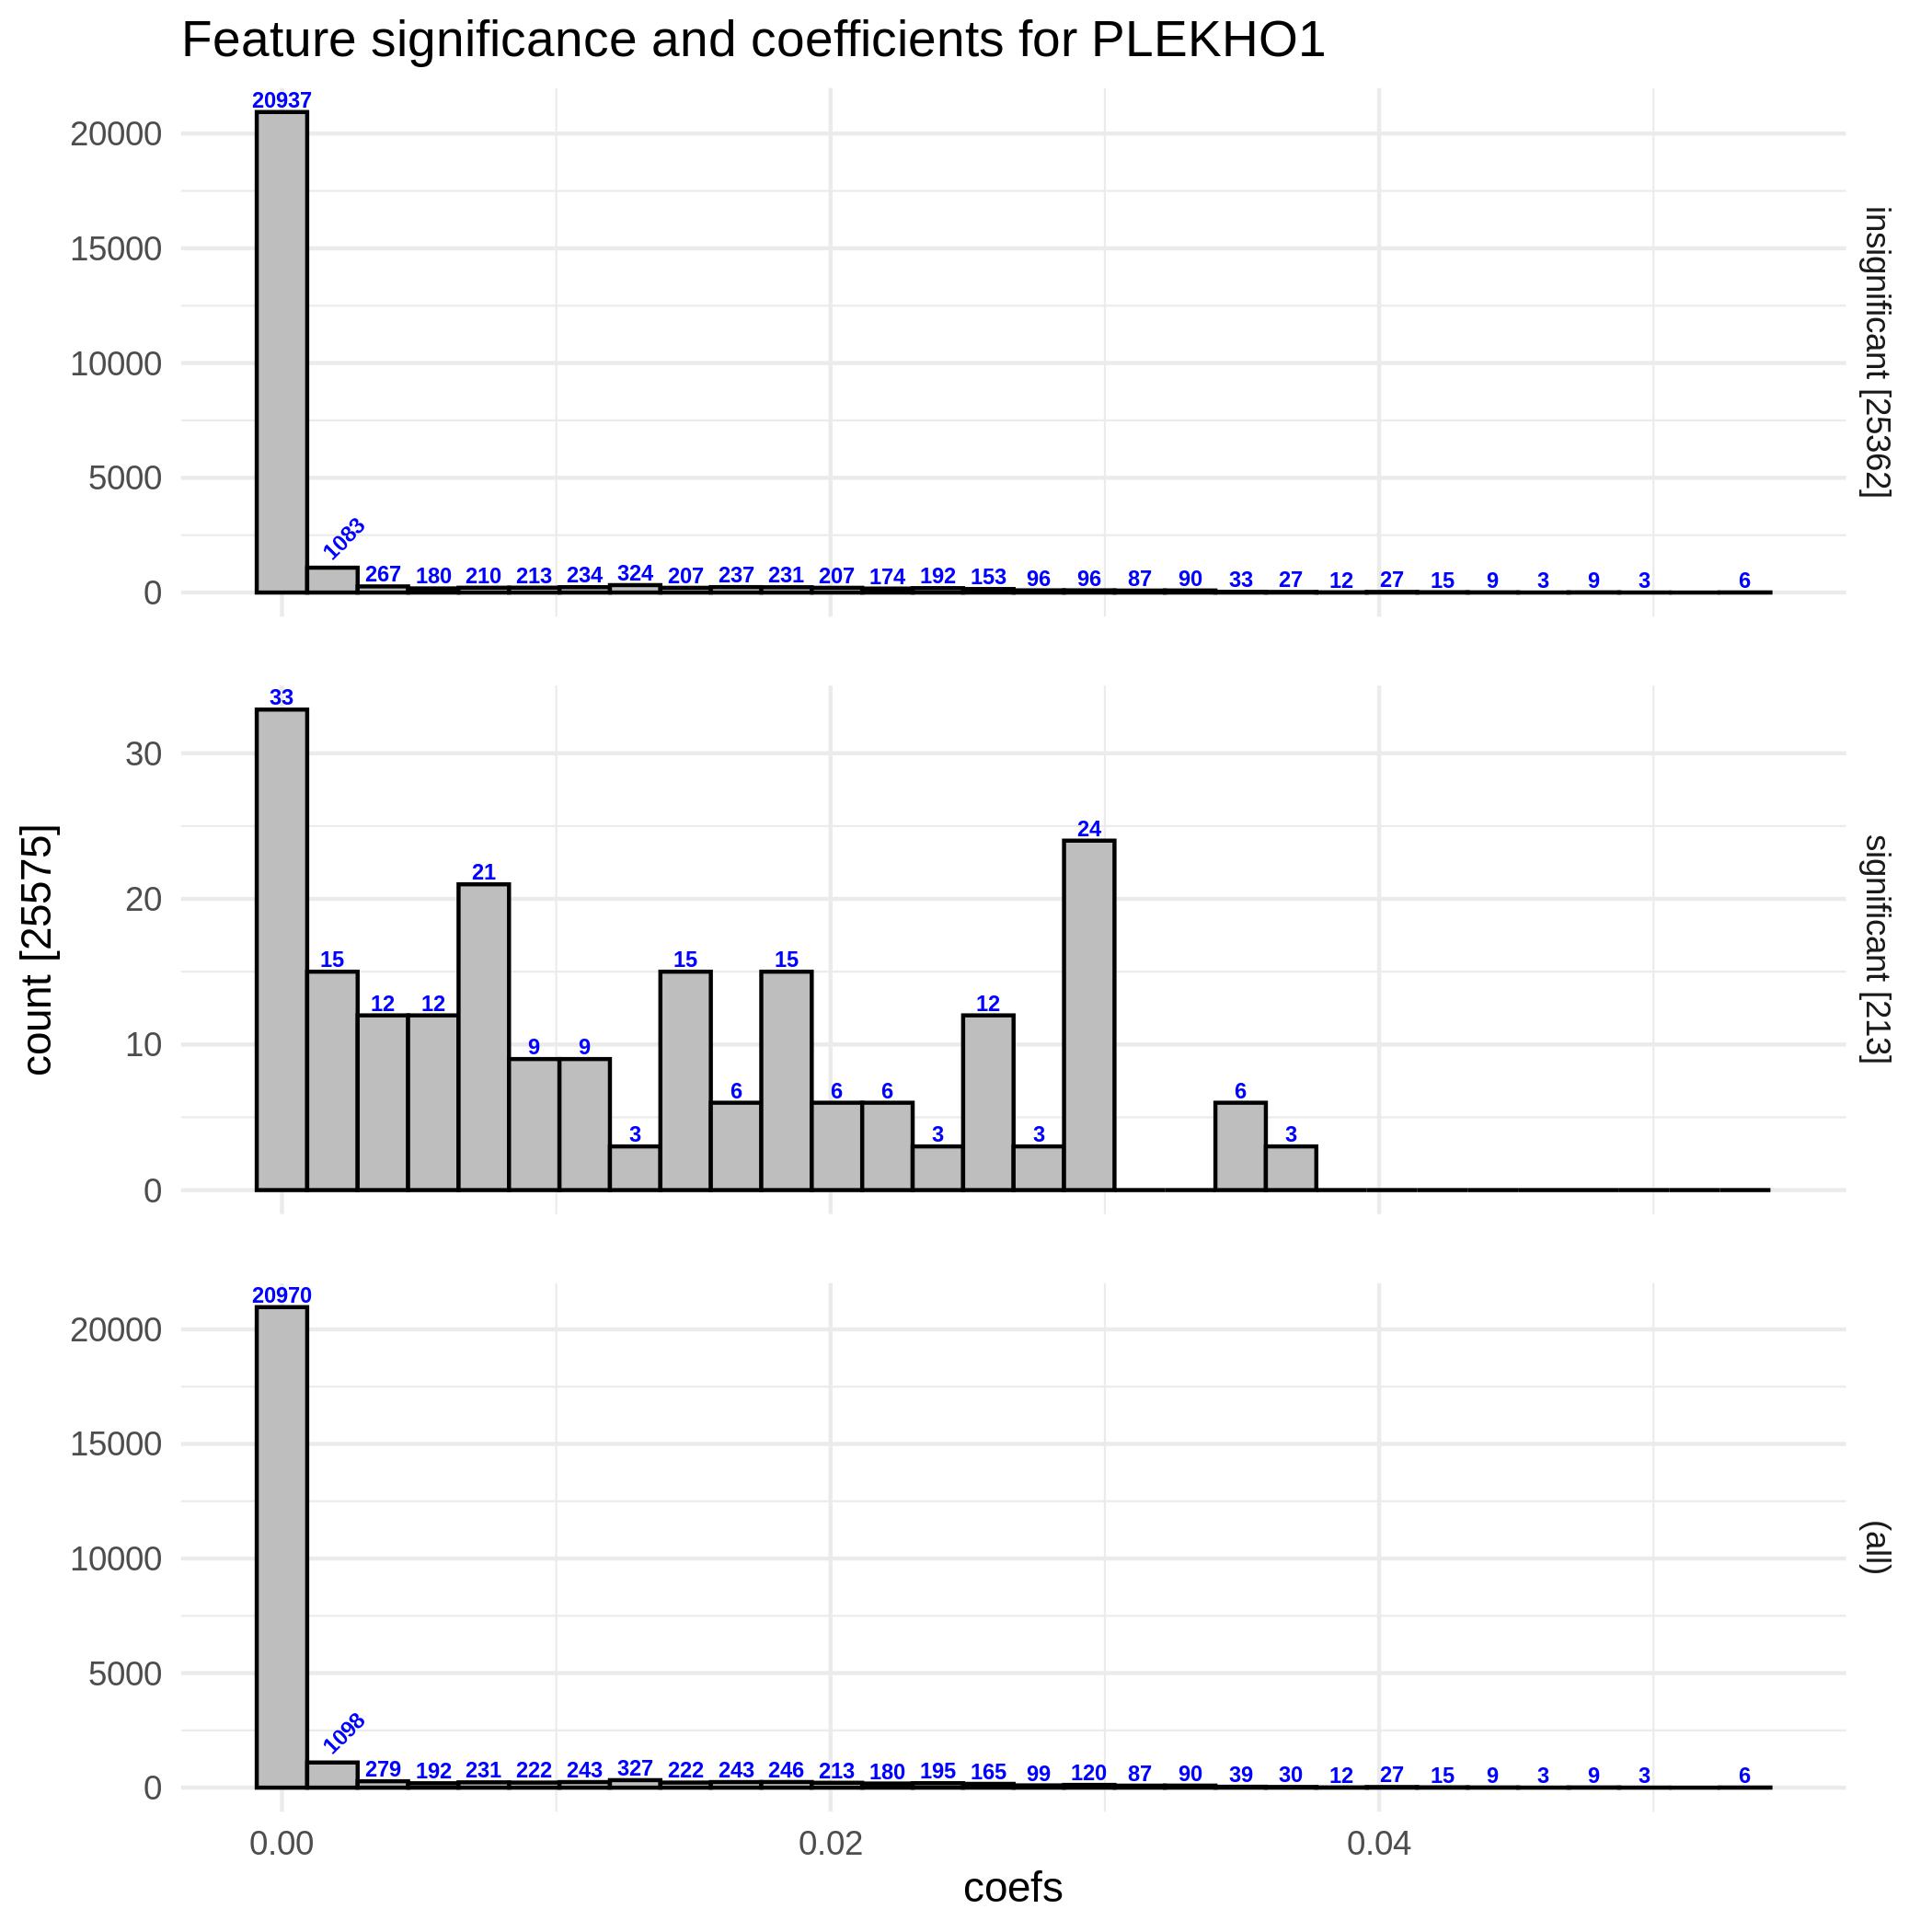 Feature significance and coefficients for PLEKHO1
20937
20000
15000
10000
5000
0
1083
267 180 210 213 234 324 207 237 231 207 174 192 153 96 96 87 90 33 27 12 27 15 9 3 9 3 6
insignificant [25362]
33
30
20
10
0
15 12 12 21 9 9 3 15 6 15 6 6 3 12 3 24 6 3
significant [213]
count [25575]
20970
20000
15000
10000
5000
0
1098
279 192 231 222 243 327 222 243 246 213 180 195 165 99 120 87 90 39 30 12 27 15 9 3 9 3 6
(all)
0.00 0.02 0.04
coefs